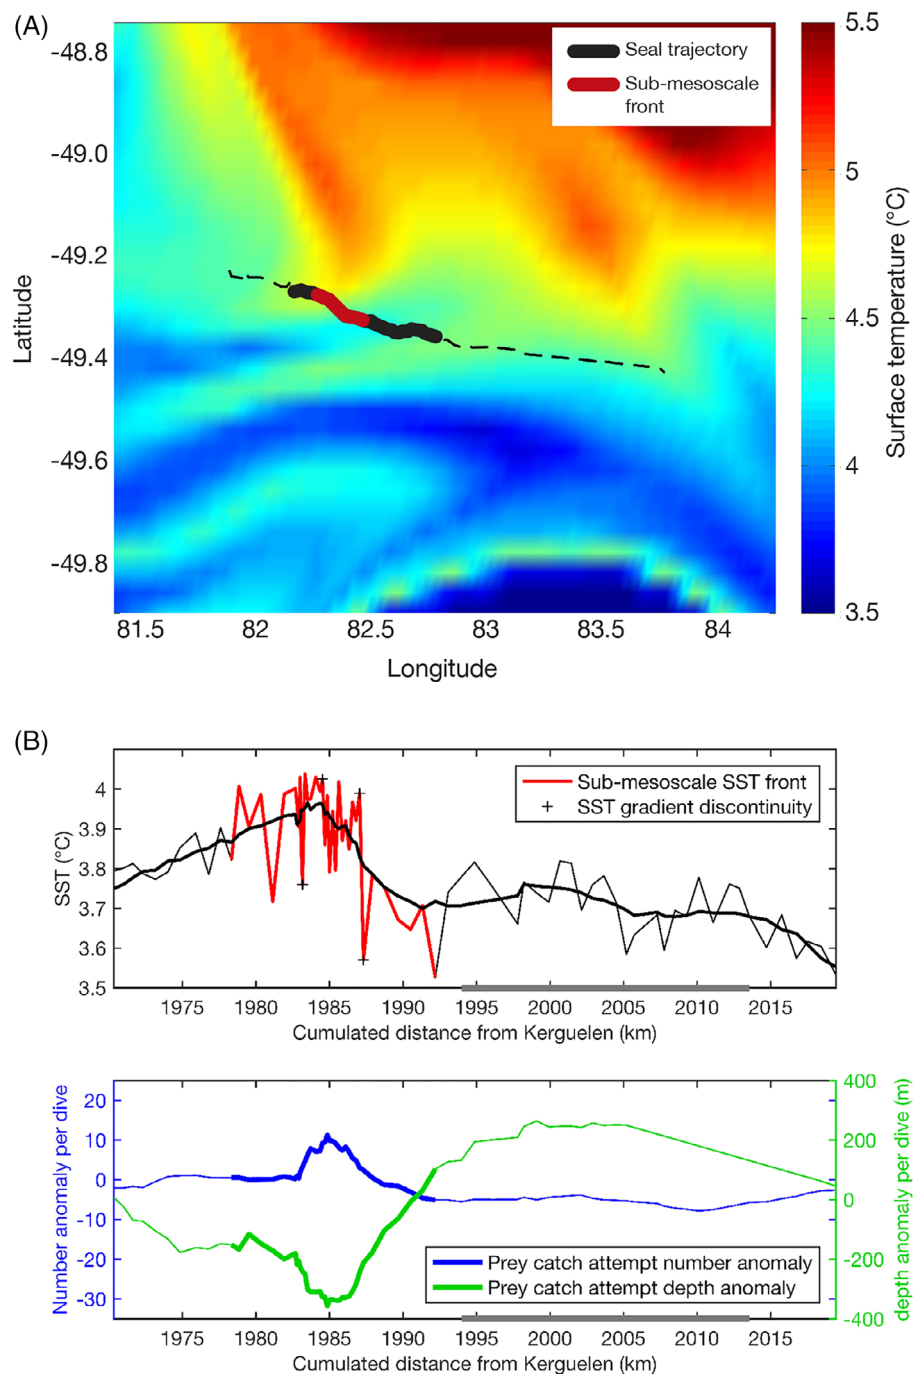 (A)
-48.8
-49.0
-49.2
-49.4
-49.6
-49.8
Latitude
81.5 82 82.5 83 83.5 84
Longitude
Seal trajectory
Sub-mesoscale
front
5.5
5
4.5
4
3.5
Surface temperature (°C)
(B)
4
3.9
3.8
3.7
3.6
3.5
SST (°C)
Sub-mesoscale SST front
+ SST gradient discontinuity
1975 1980 1985 1990 1995 2000 2005 2010 2015
Cumulated distance from Kerguelen (km)
20
10
0
-10
-20
-30
Number anomaly per dive
400
200
0
-200
-400
depth anomaly per dive (m)
Prey catch attempt number anomaly
Prey catch attempt depth anomaly
1975 1980 1985 1990 1995 2000 2005 2010 2015
Cumulated distance from Kerguelen (km)